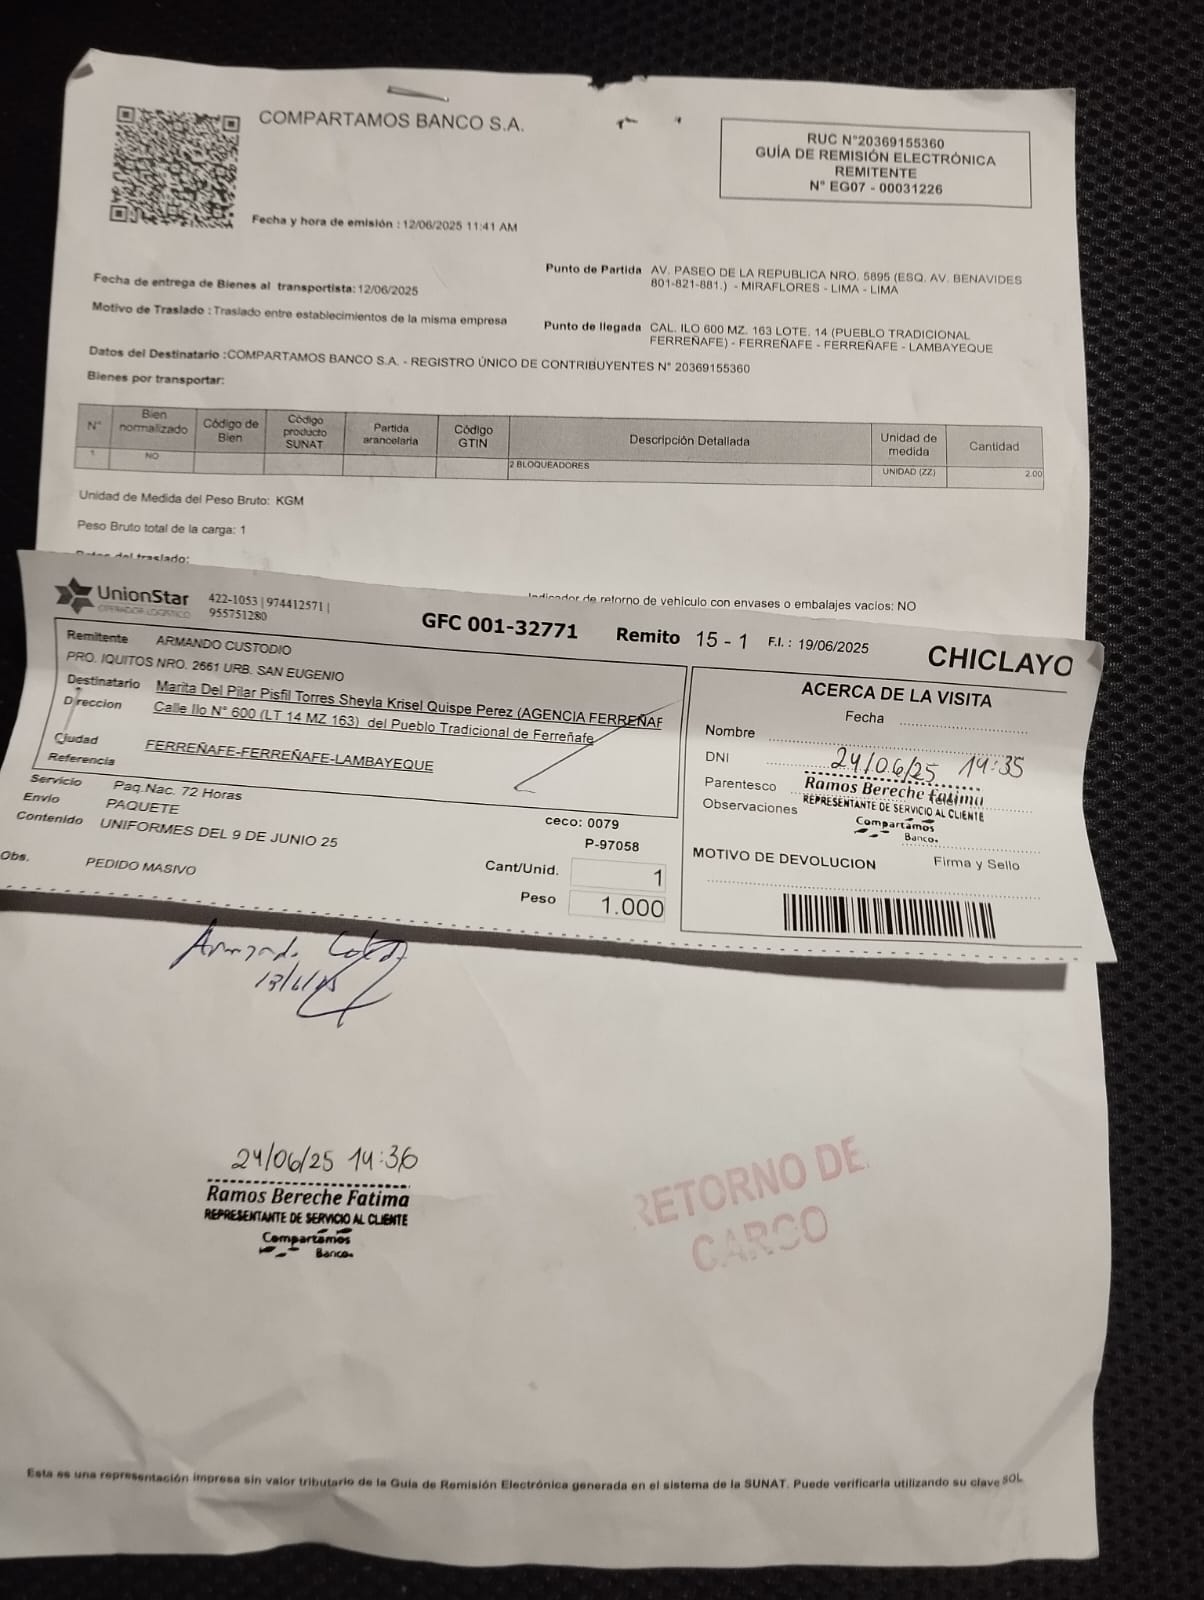 COMPARTAMOS BANCO S.A.
RUC N°20369155360
GUÍA DE REMISIÓN ELECTRÓNICA
REMITENTE
N° EG07 - 00031226
Fecha y hora de emisión : 12/06/2025 11:41 AM
Fecha de entrega de Bienes al transportista: 12/06/2025
Motivo de Traslado : Traslado entre establecimientos de la misma empresa
Punto de Partida AV. PASEO DE LA REPUBLICA NRO. 5895 (ESQ. AV. BENAVIDES
801-821-881.) - MIRAFLORES - LIMA - LIMA
Punto de llegada CAL. ILO 600 MZ. 163 LOTE. 14 (PUEBLO TRADICIONAL
FERREÑAFE) - FERREÑAFE - FERREÑAFE - LAMBAYEQUE
Datos del Destinatario :COMPARTAMOS BANCO S.A. - REGISTRO ÚNICO DE CONTRIBUYENTES N° 20369155360
Bienes por transportar:
N° Bien normalizado Código de Bien Código producto SUNAT Partida arancelaria Código GTIN Descripción Detallada Unidad de medida Cantidad
1 NO 2 BLOQUEADORES UNIDAD (ZZ) 2.00
Unidad de Medida del Peso Bruto: KGM
Peso Bruto total de la carga: 1
Datos del traslado:
Indicador de retorno de vehículo con envases o embalajes vacios: NO
UnionStar
OPERADOR LOGISTICO
422-1053 | 974412571 |
955751280
GFC 001-32771 Remito 15 - 1 F.I. : 19/06/2025 CHICLAYO
Remitente ARMANDO CUSTODIO
PRO. IQUITOS NRO. 2661 URB. SAN EUGENIO
Destinatario Marita Del Pilar Pisfil Torres Sheyla Krisel Quispe Perez (AGENCIA FERREÑAF
Direccion Calle Ilo N° 600 (LT 14 MZ 163) del Pueblo Tradicional de Ferreñafe
Ciudad FERREÑAFE-FERREÑAFE-LAMBAYEQUE
Referencia
Servicio Paq.Nac. 72 Horas
Envio PAQUETE
Contenido UNIFORMES DEL 9 DE JUNIO 25
Obs. PEDIDO MASIVO
ceco: 0079
P-97058
Cant/Unid. 1
Peso 1.000
ACERCA DE LA VISITA
Fecha
Nombre
DNI 24/06/25 14:35
Parentesco Ramos Bereche Fatima
Observaciones REPRESENTANTE DE SERVICIO AL CLIENTE
Compartamos
Banco.
MOTIVO DE DEVOLUCION Firma y Sello
Armando
13/6/25
24/06/25 14:36
Ramos Bereche Fatima
REPRESENTANTE DE SERVICIO AL CLIENTE
Compartamos
Banco.
RETORNO DE
CARGO
Esta es una representación impresa sin valor tributario de la Guia de Remisión Electrónica generada en el sistema de la SUNAT. Puede verificarla utilizando su clave SOL